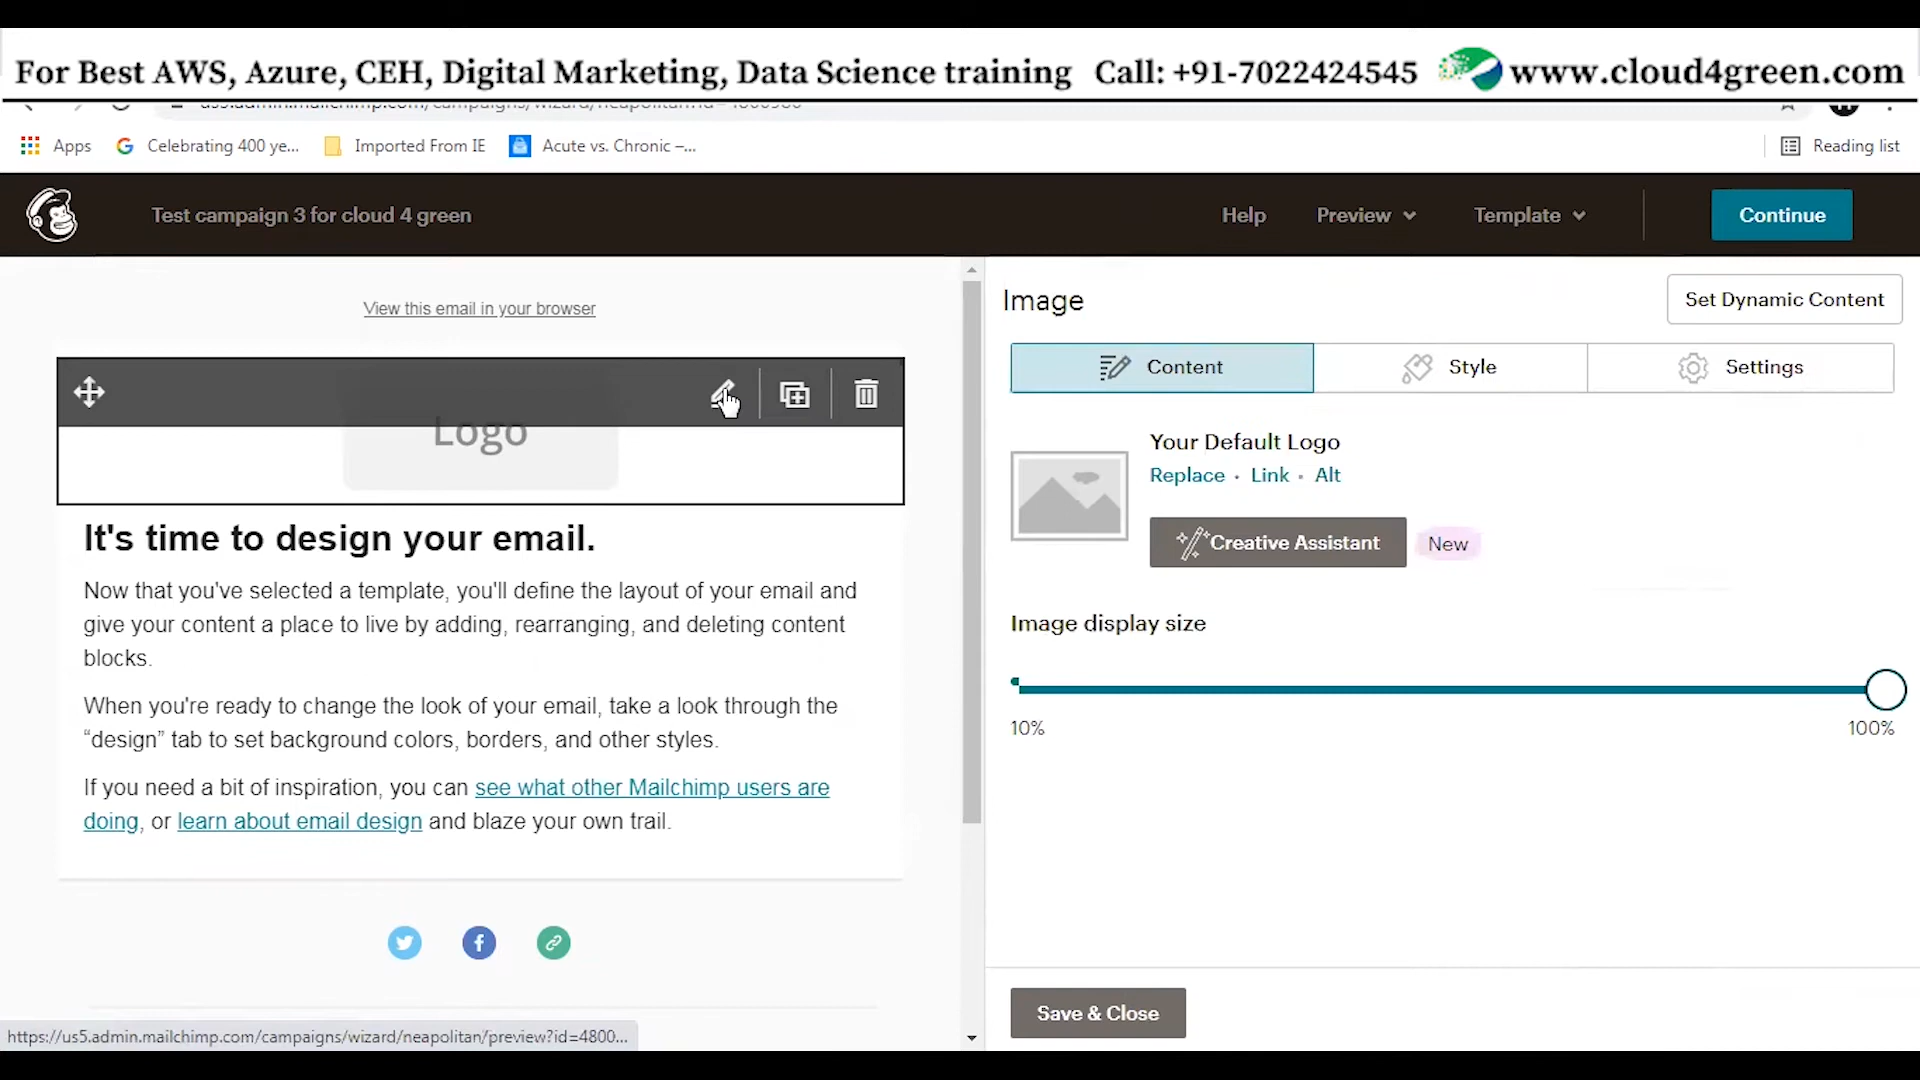 For Best AWS, Azure, CEH, Digital Marketing, Data Science training Call: +91-7022424545 www.cloud4green.com
Apps Celebrating 400 ye... Imported From IE Acute vs. Chronic –... Reading list
Test campaign 3 for cloud 4 green Help Preview Template Continue
View this email in your browser
Image Set Dynamic Content
Content Style Settings
Logo
Your Default Logo
Replace · Link · Alt
Creative Assistant New
Image display size
10% 100%
It's time to design your email.
Now that you've selected a template, you'll define the layout of your email and
give your content a place to live by adding, rearranging, and deleting content
blocks.
When you're ready to change the look of your email, take a look through the
“design” tab to set background colors, borders, and other styles.
If you need a bit of inspiration, you can see what other Mailchimp users are
doing, or learn about email design and blaze your own trail.
Save & Close
https://us5.admin.mailchimp.com/campaigns/wizard/neapolitan/preview?id=4800...